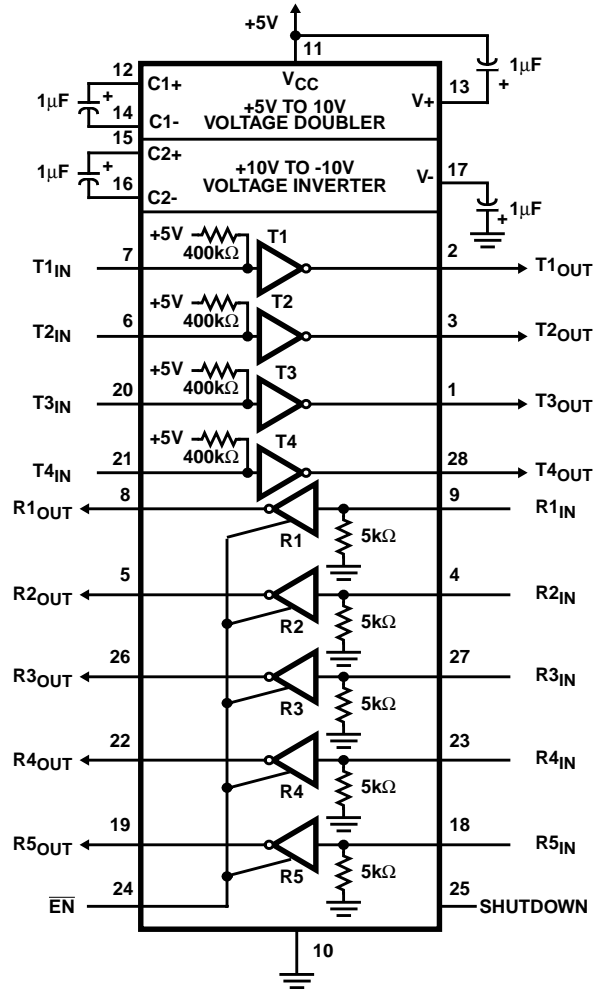 +5V
11
12
C1+
VCC
1μF
+
13
V+
1μF
+
+5V TO 10V
VOLTAGE DOUBLER
14
C1-
15
C2+
1μF
+
+10V TO -10V
VOLTAGE INVERTER
17
V-
16
C2-
1μF
+
+5V
400kΩ
T1
T1IN
7
2
T1OUT
+5V
400kΩ
T2
T2IN
6
3
T2OUT
+5V
400kΩ
T3
T3IN
20
1
T3OUT
+5V
400kΩ
T4
T4IN
21
28
T4OUT
R1OUT
8
9
R1IN
R1
5kΩ
R2OUT
5
4
R2IN
R2
5kΩ
R3OUT
26
27
R3IN
R3
5kΩ
R4OUT
22
23
R4IN
R4
5kΩ
R5OUT
19
18
R5IN
R5
5kΩ
24
EN
25
SHUTDOWN
10